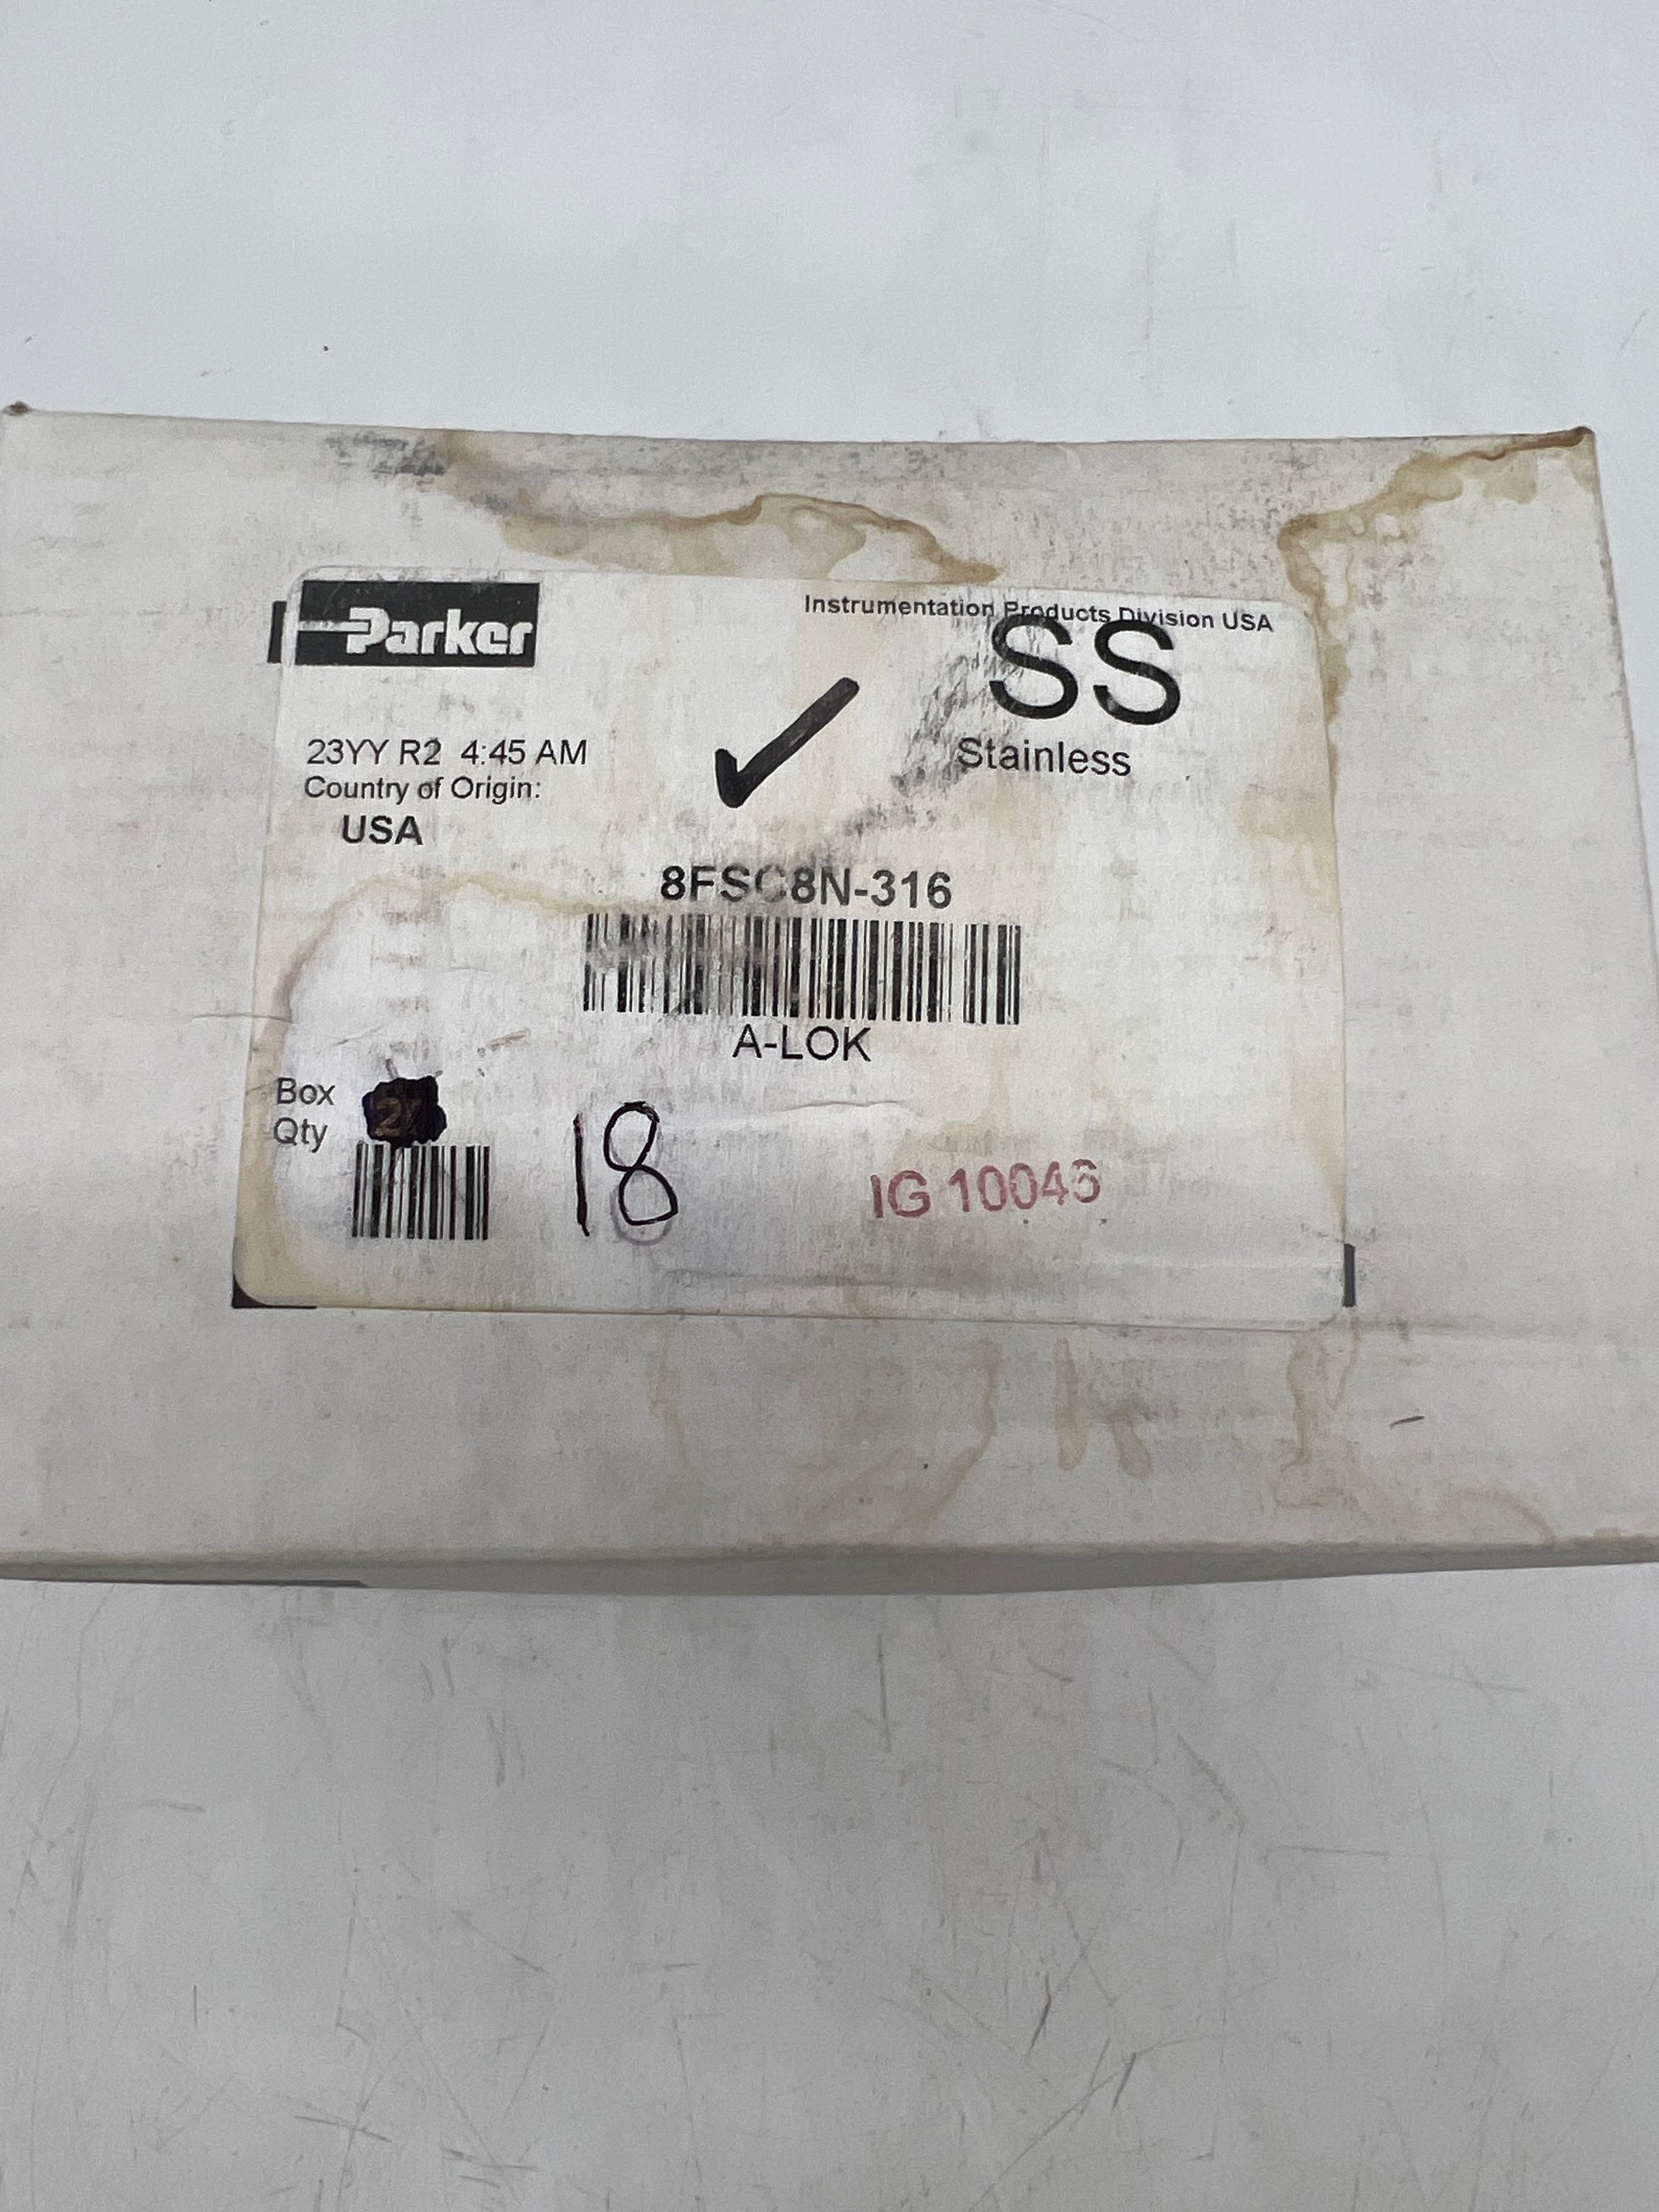 Parker
Instrumentation Products Division USA
SS
Stainless
23YY R2 4:45 AM
Country of Origin:
USA
8FSC8N-316
A-LOK
Box
Qty
18
IG 10046